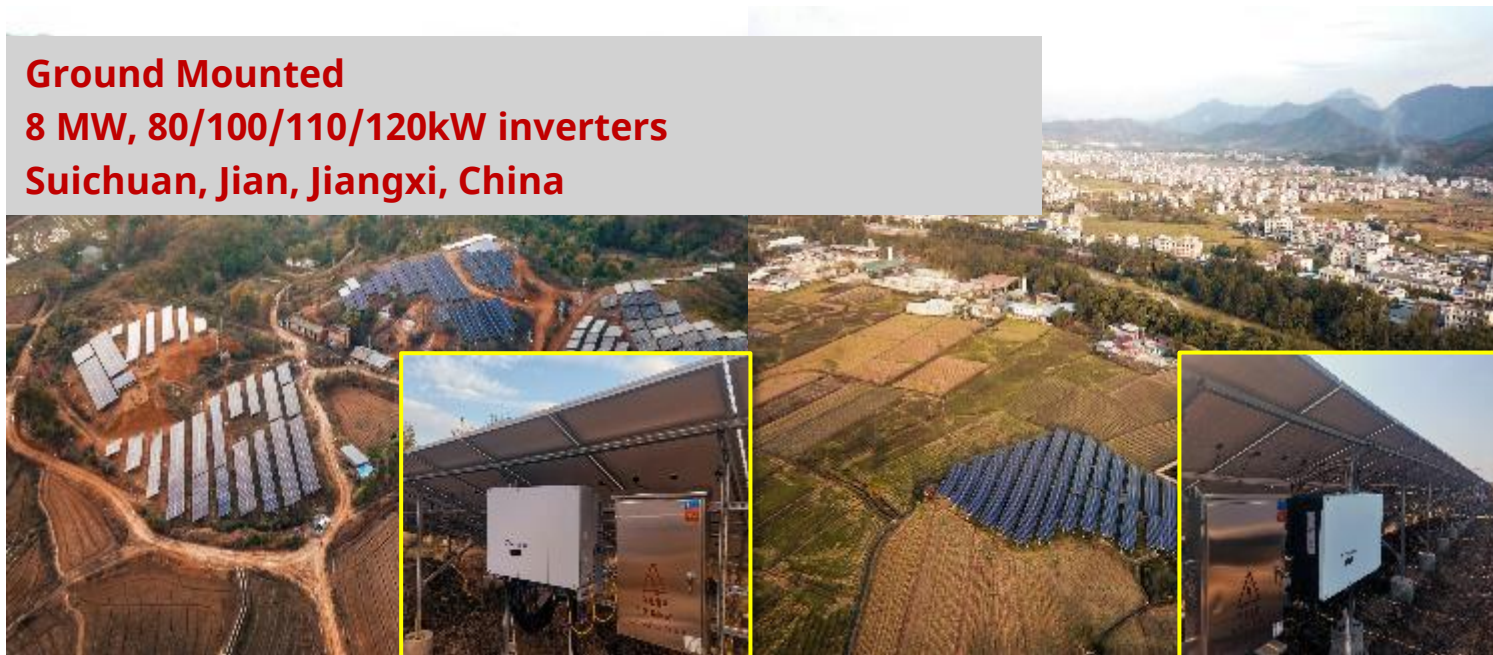 Ground Mounted
8 MW, 80/100/110/120kW inverters
Suichuan, Jian, Jiangxi, China